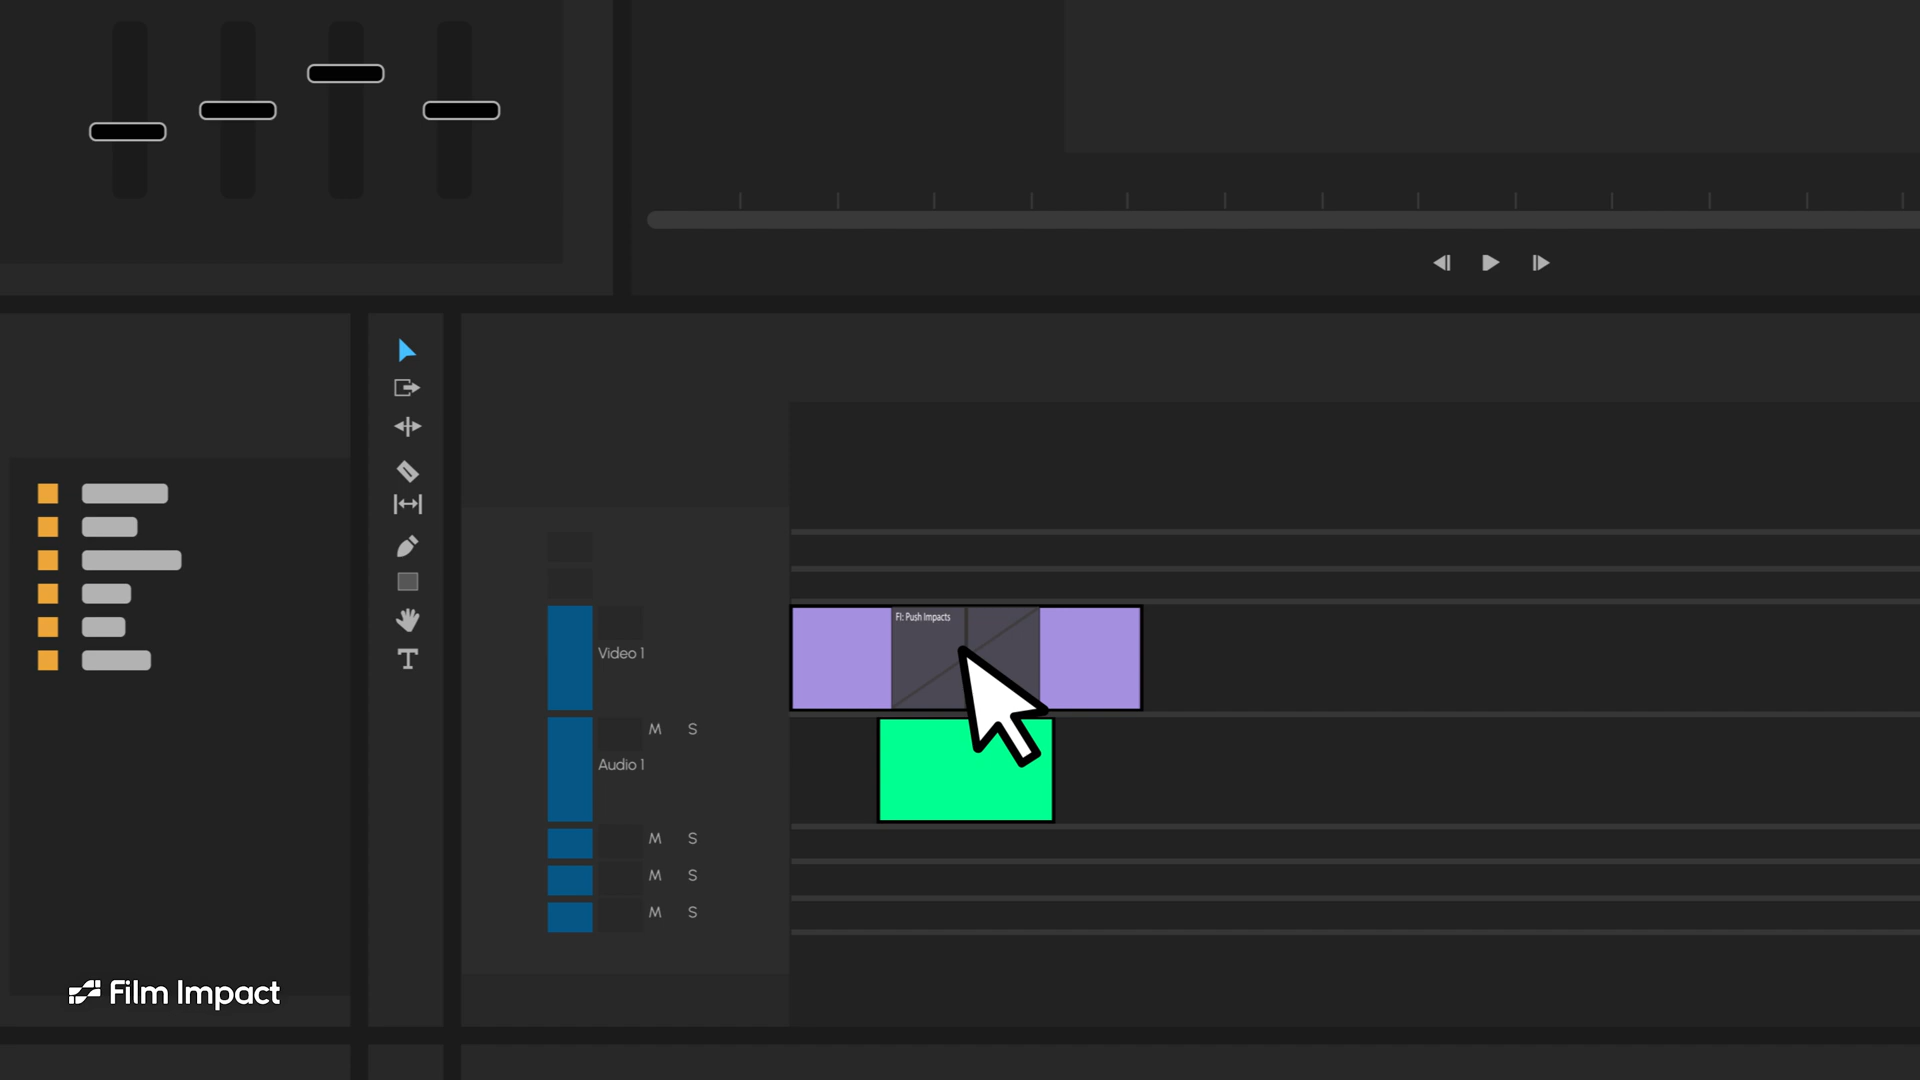 FI: Push Impacts
Video 1
M S
Audio 1
M S
M S
M S
Film Impact